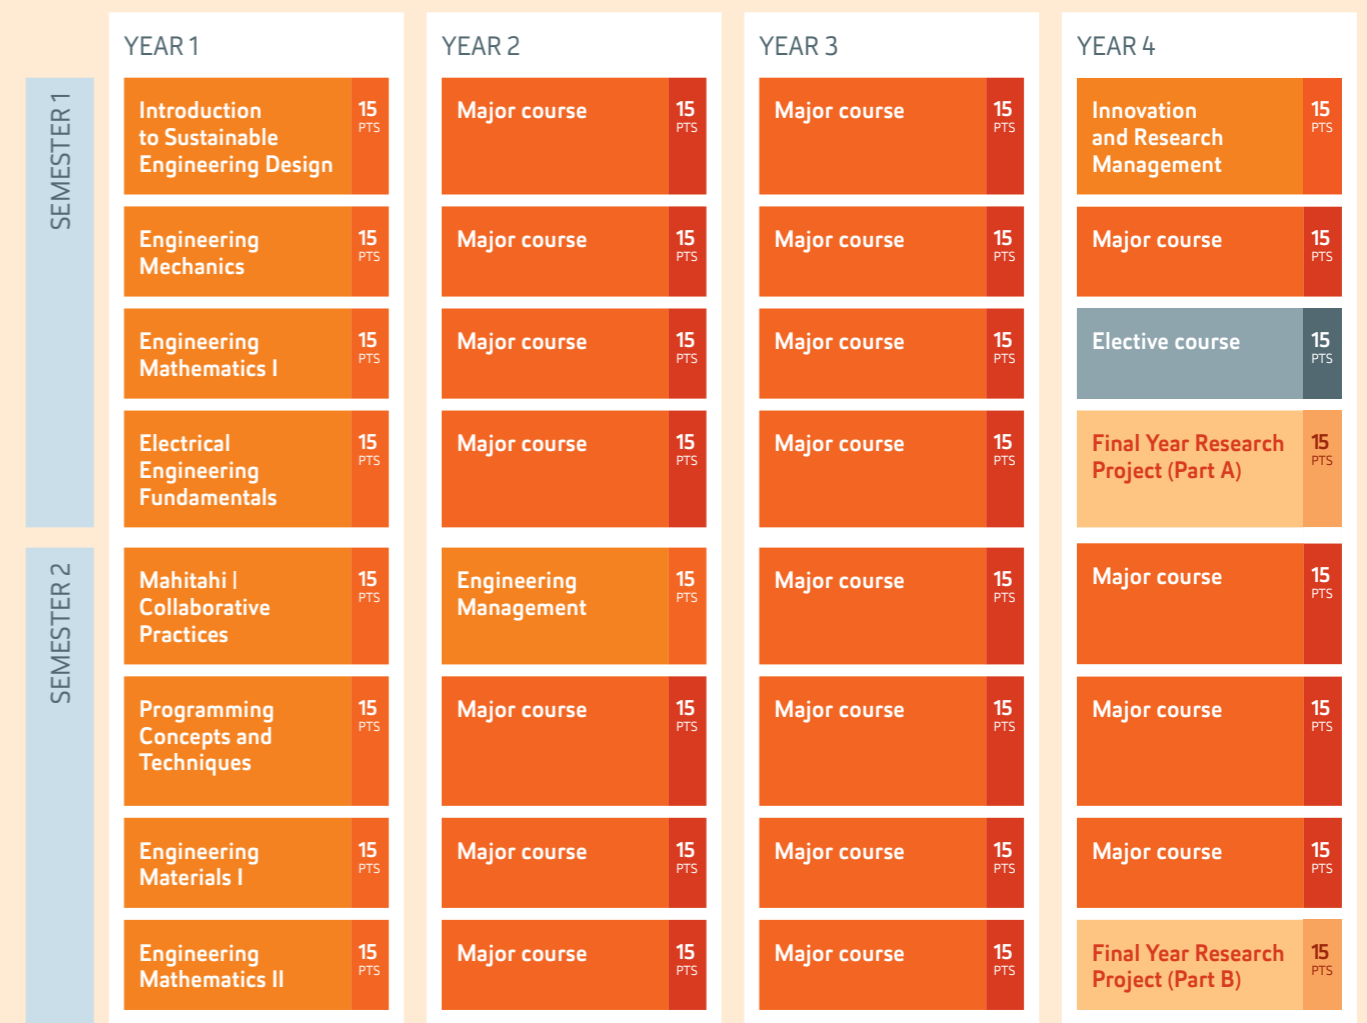 YEAR 1
YEAR 2
YEAR 3
YEAR 4
SEMESTER 1
Introduction
to Sustainable
Engineering Design
15
PTS
Major course
15
PTS
Major course
15
PTS
Innovation
and Research
Management
15
PTS
Engineering
Mechanics
15
PTS
Major course
15
PTS
Major course
15
PTS
Major course
15
PTS
Engineering
Mathematics I
15
PTS
Major course
15
PTS
Major course
15
PTS
Elective course
15
PTS
Electrical
Engineering
Fundamentals
15
PTS
Major course
15
PTS
Major course
15
PTS
Final Year Research
Project (Part A)
15
PTS
SEMESTER 2
Mahitahi |
Collaborative
Practices
15
PTS
Engineering
Management
15
PTS
Major course
15
PTS
Major course
15
PTS
Programming
Concepts and
Techniques
15
PTS
Major course
15
PTS
Major course
15
PTS
Major course
15
PTS
Engineering
Materials I
15
PTS
Major course
15
PTS
Major course
15
PTS
Major course
15
PTS
Engineering
Mathematics II
15
PTS
Major course
15
PTS
Major course
15
PTS
Final Year Research
Project (Part B)
15
PTS